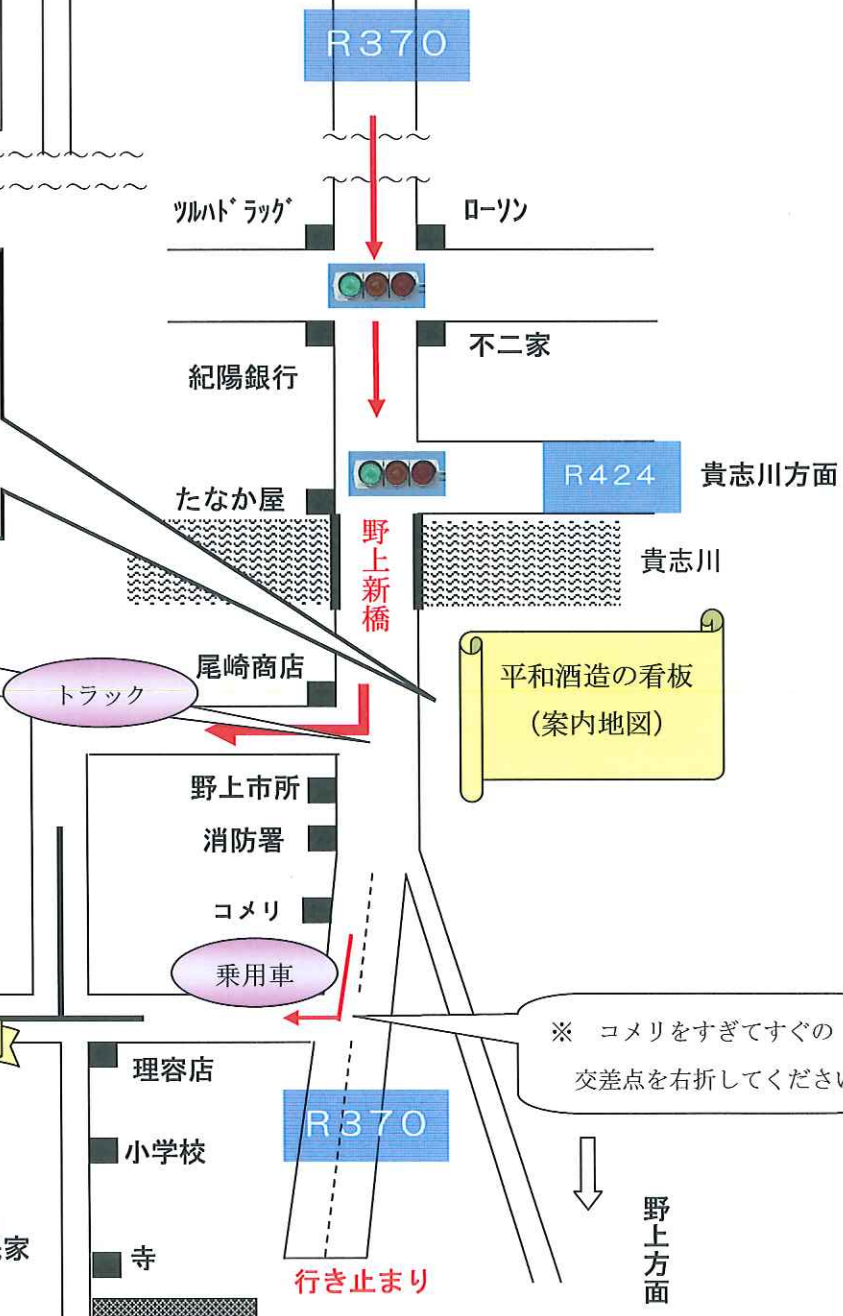 R370
ﾂﾙﾊﾄﾞﾗｯｸﾞ
ローソン
紀陽銀行
不二家
R424
貴志川方面
たなか屋
野上新橋
貴志川
尾崎商店
平和酒造の看板
（案内地図）
トラック
野上市所
消防署
コメリ
乗用車
※　コメリをすぎてすぐの
交差点を右折してください
理容店
R370
小学校
野上方面
家
寺
行き止まり